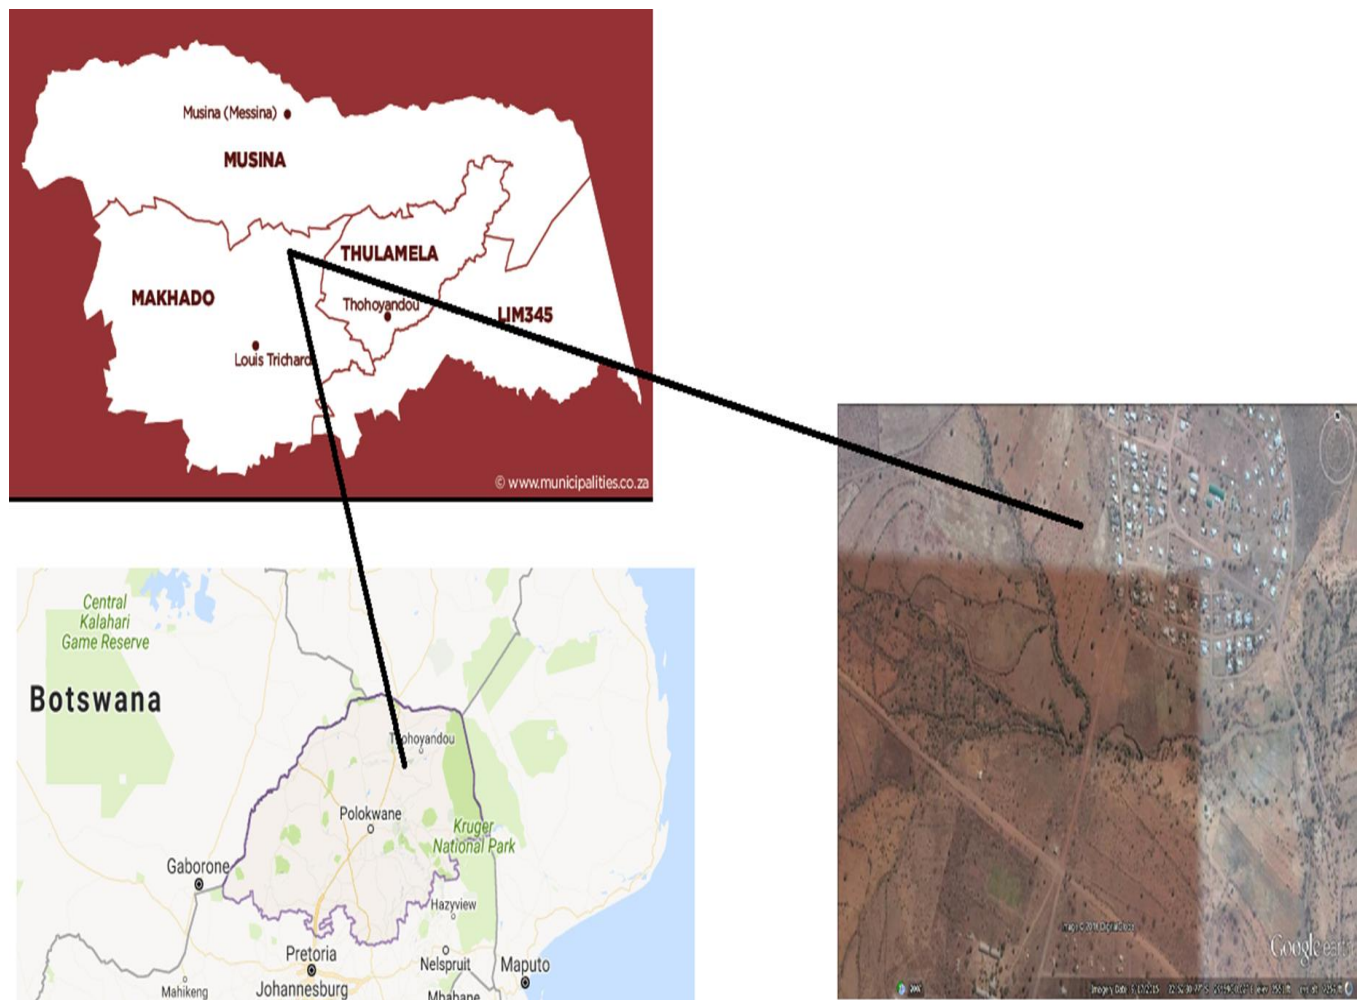 Musina (Messina)
MUSINA
THULAMELA
MAKHADO
Thohoyandou
LIM345
Louis Trichard
© www.municipalities.co.za
Central
Kalahari
Game Reserve
Botswana
Thohoyandou
Polokwane
Kruger
National Park
Gaborone
Hazyview
Pretoria
Nelspruit
Maputo
Mahikeng
Johannesburg
Mbabane
Google earth